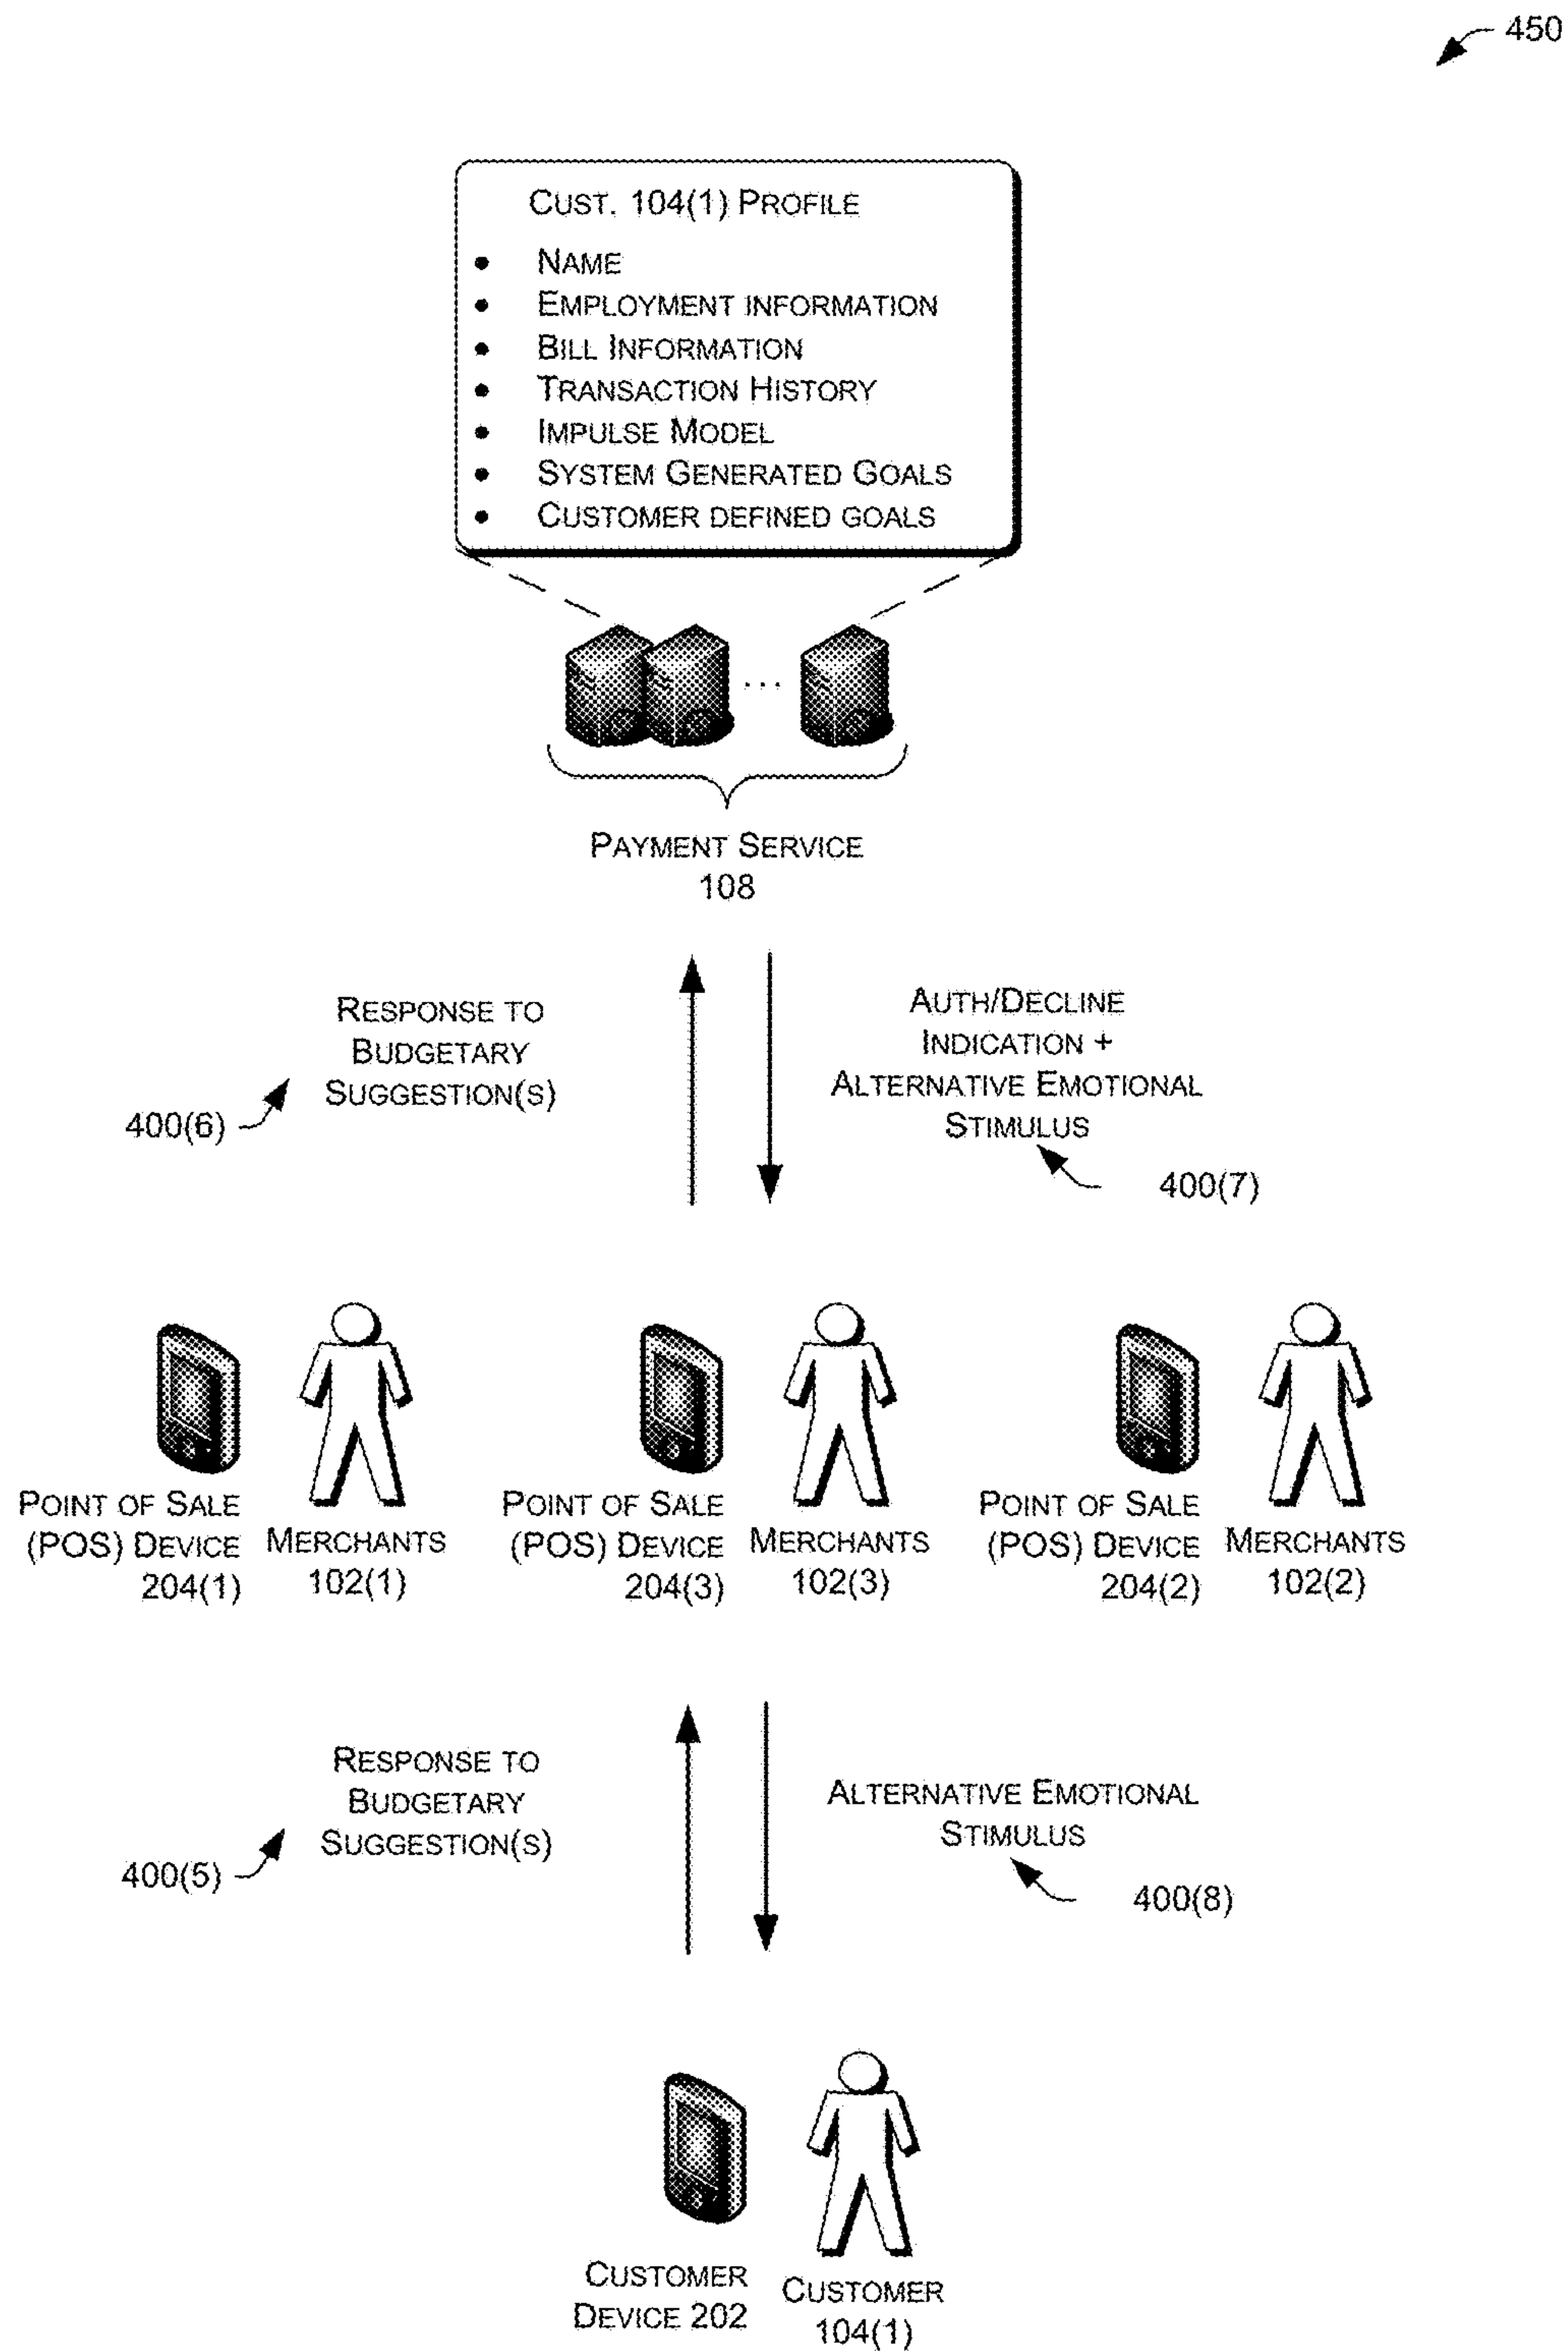 450
CUST. 104(1) PROFILE
• NAME
• EMPLOYMENT INFORMATION
• BILL INFORMATION
• TRANSACTION HISTORY
• IMPULSE MODEL
• SYSTEM GENERATED GOALS
• CUSTOMER DEFINED GOALS
...
PAYMENT SERVICE
108
RESPONSE TO
BUDGETARY
SUGGESTION(S)
400(6)
AUTH/DECLINE
INDICATION +
ALTERNATIVE EMOTIONAL
STIMULUS
400(7)
POINT OF SALE
(POS) DEVICE
204(1)
MERCHANTS
102(1)
POINT OF SALE
(POS) DEVICE
204(3)
MERCHANTS
102(3)
POINT OF SALE
(POS) DEVICE
204(2)
MERCHANTS
102(2)
RESPONSE TO
BUDGETARY
SUGGESTION(S)
400(5)
ALTERNATIVE EMOTIONAL
STIMULUS
400(8)
CUSTOMER
DEVICE 202
CUSTOMER
104(1)